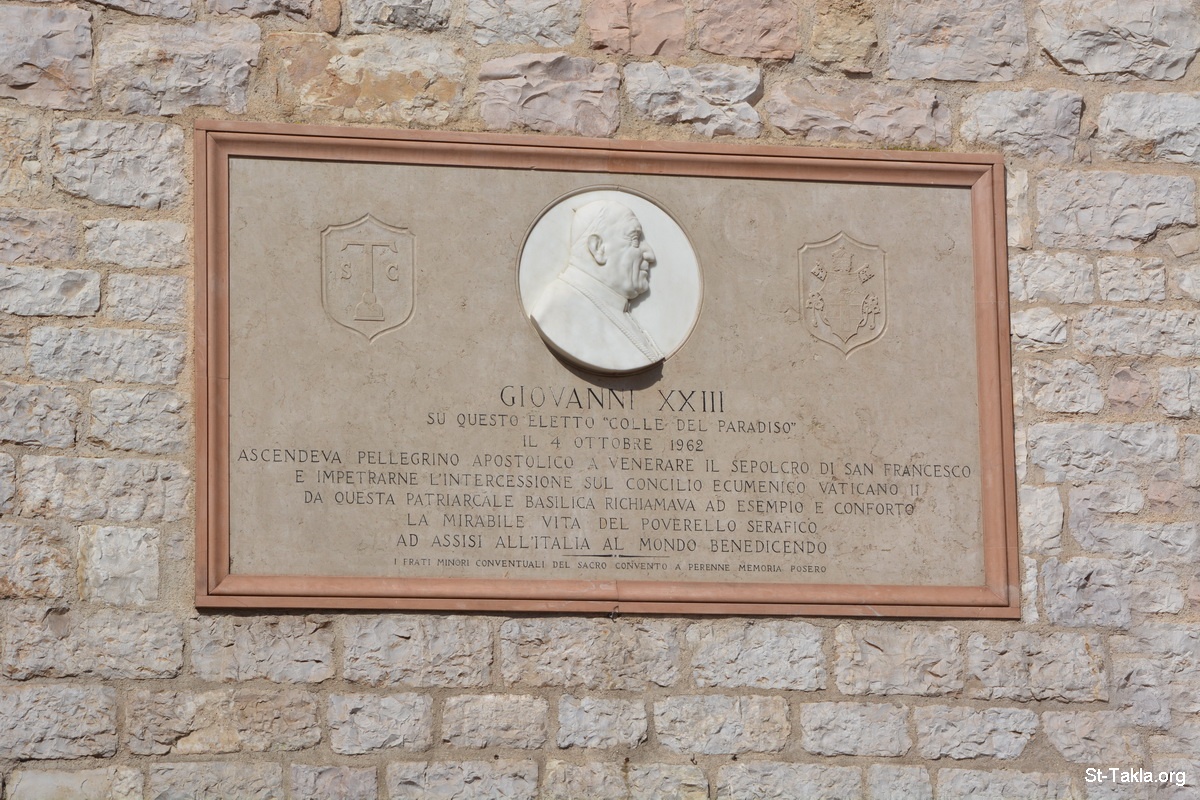 S T C
GIOVANNI XXIII
SU QUESTO ELETTO "COLLE DEL PARADISO"
IL 4 OTTOBRE 1962
ASCENDEVA PELLEGRINO APOSTOLICO A VENERARE IL SEPOLCRO DI SAN FRANCESCO
E IMPETRARNE L'INTERCESSIONE SUL CONCILIO ECUMENICO VATICANO II
DA QUESTA PATRIARCALE BASILICA RICHIAMAVA AD ESEMPIO E CONFORTO
LA MIRABILE VITA DEL POVERELLO SERAFICO
AD ASSISI ALL'ITALIA AL MONDO BENEDICENDO
I FRATI MINORI CONVENTUALI DEL SACRO CONVENTO A PERENNE MEMORIA POSERO
St-Takla.org